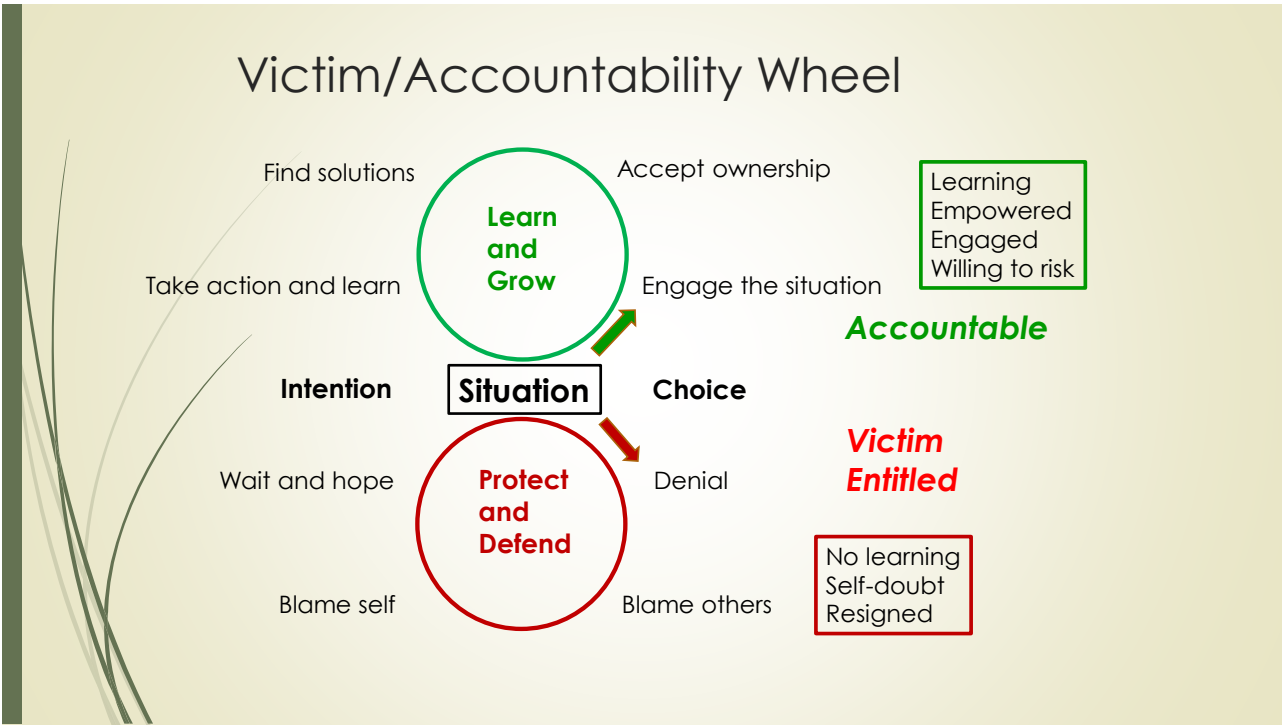 Victim/Accountability Wheel
Find solutions
Accept ownership
Learn
and
Grow
Learning
Empowered
Engaged
Willing to risk
Take action and learn
Engage the situation
Accountable
Intention
Situation
Choice
Victim
Entitled
Wait and hope
Protect
and
Defend
Denial
Blame self
Blame others
No learning
Self-doubt
Resigned